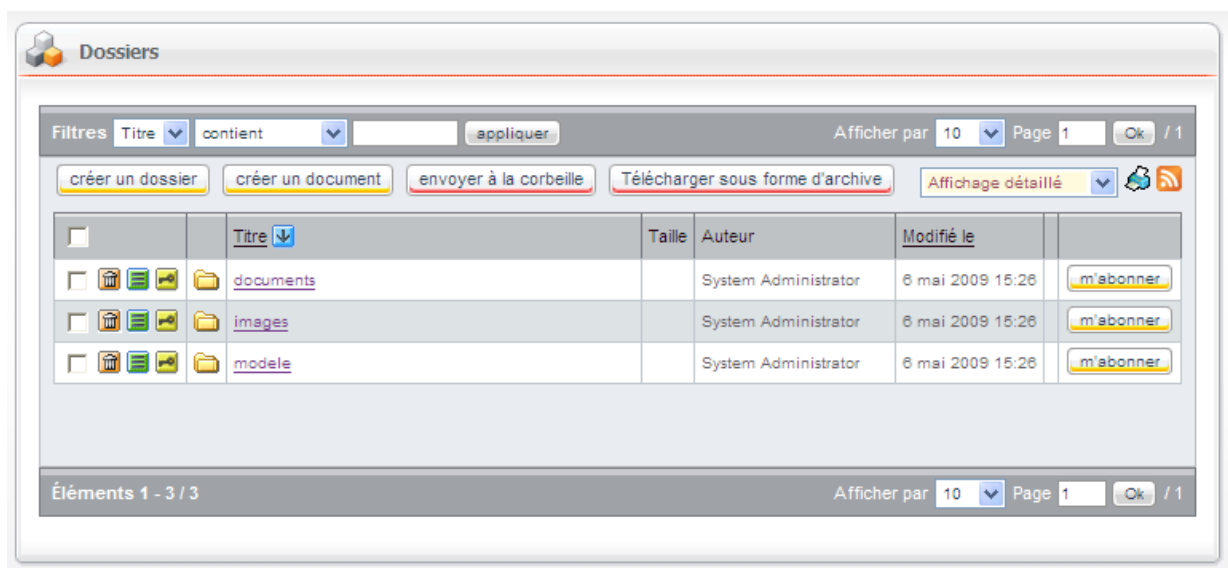 Dossiers
Filtres Titre contient appliquer Afficher par 10 Page 1 Ok / 1
créer un dossier créer un document envoyer à la corbeille Télécharger sous forme d'archive Affichage détaillé
Titre Taille Auteur Modifié le
documents System Administrator 6 mai 2009 15:26 m'abonner
images System Administrator 6 mai 2009 15:26 m'abonner
modele System Administrator 6 mai 2009 15:26 m'abonner
Éléments 1 - 3 / 3 Afficher par 10 Page 1 Ok / 1